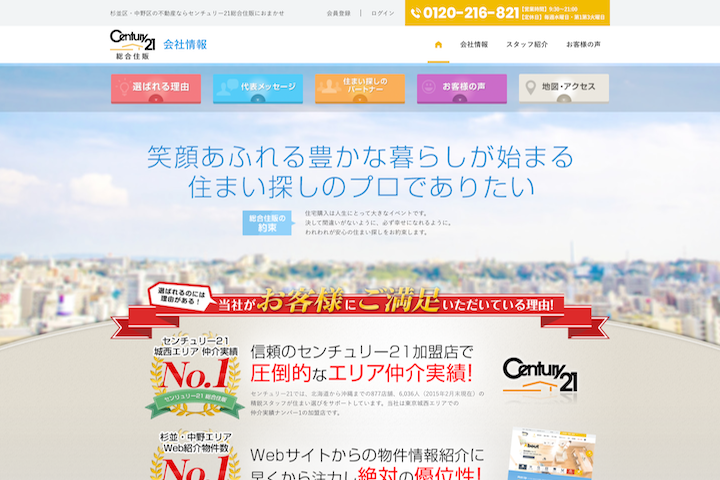 杉並区・中野区の不動産ならセンチュリー21総合住販におまかせ
会員登録
ログイン
0120-216-821
【営業時間】9:30~21:00
【定休日】毎週水曜日・第1第3火曜日
Century 21
総合住販
会社情報
会社情報
スタッフ紹介
お客様の声
選ばれる理由
代表メッセージ
住まい探しの
パートナー
お客様の声
地図・アクセス
笑顔あふれる豊かな暮らしが始まる
住まい探しのプロでありたい
総合住販の
約束
住宅購入は人生にとって大きなイベントです。
決して間違いがないように、必ず幸せになれるように。
われわれが安心の住まい探しをお約束します。
選ばれるのには
理由がある!
当社がお客様にご満足いただいている理由!
センチュリー21
城西エリア 仲介実績
No.1
センリュリー21 総合住販
信頼のセンチュリー21加盟店で
圧倒的なエリア仲介実績!
センチュリー21では、北海道から沖縄までの877店舗、6,036人（2015年2月末現在）の
精鋭スタッフが住まい選びをサポートしています。当社は東京城西エリアでの
仲介実績ナンバー1の加盟店です。
Century 21
杉並・中野エリア
Web紹介物件数
No.1
Webサイトからの物件情報紹介に
早くから注力し絶対の優位性!